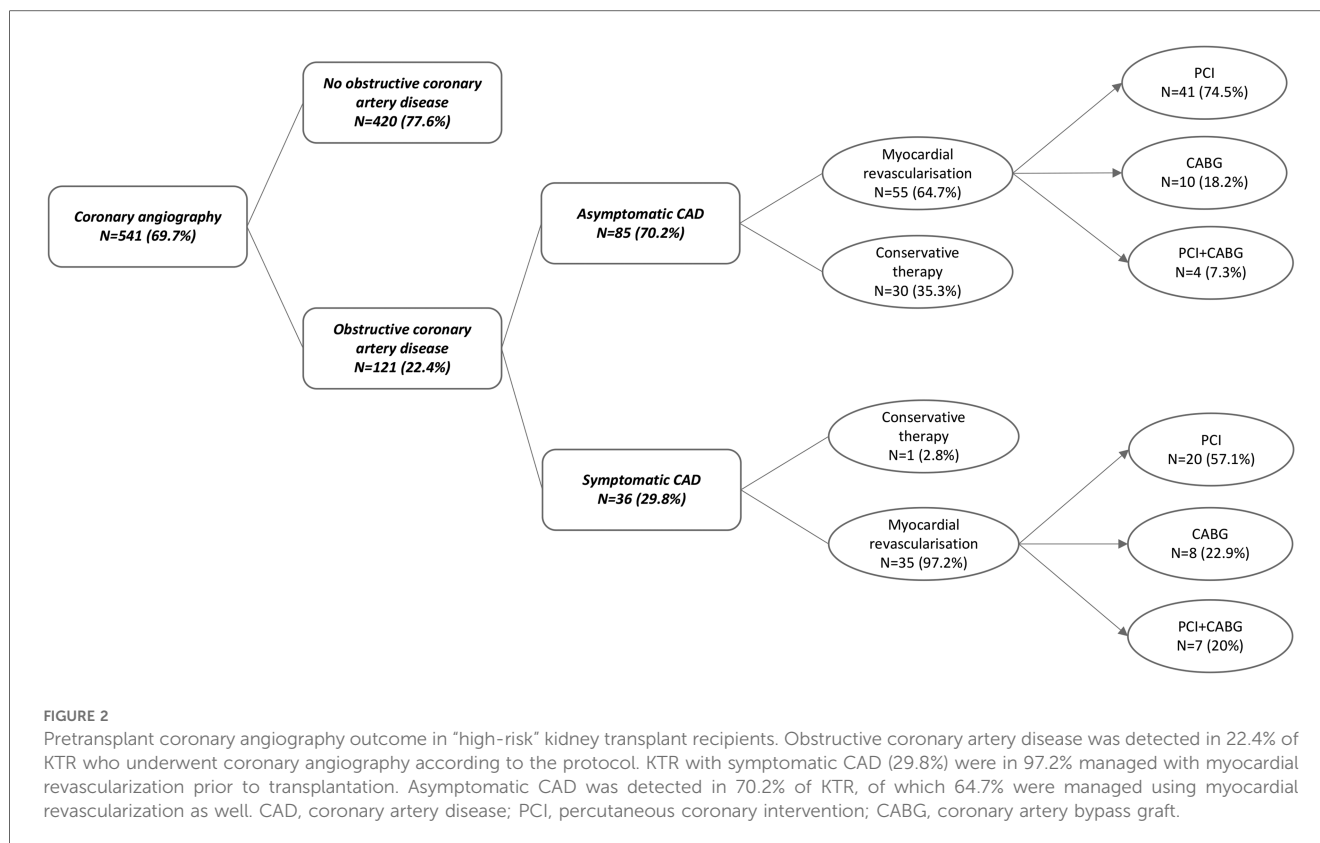 Coronary angiography
N=541 (69.7%)
No obstructive coronary
artery disease
N=420 (77.6%)
Obstructive coronary
artery disease
N=121 (22.4%)
Asymptomatic CAD
N=85 (70.2%)
Myocardial
revascularisation
N=55 (64.7%)
Conservative
therapy
N=30 (35.3%)
PCI
N=41 (74.5%)
CABG
N=10 (18.2%)
PCI+CABG
N=4 (7.3%)
Symptomatic CAD
N=36 (29.8%)
Conservative
therapy
N=1 (2.8%)
Myocardial
revascularisation
N=35 (97.2%)
PCI
N=20 (57.1%)
CABG
N=8 (22.9%)
PCI+CABG
N=7 (20%)
FIGURE 2
Pretransplant coronary angiography outcome in "high-risk" kidney transplant recipients. Obstructive coronary artery disease was detected in 22.4% of
KTR who underwent coronary angiography according to the protocol. KTR with symptomatic CAD (29.8%) were in 97.2% managed with myocardial
revascularization prior to transplantation. Asymptomatic CAD was detected in 70.2% of KTR, of which 64.7% were managed using myocardial
revascularization as well. CAD, coronary artery disease; PCI, percutaneous coronary intervention; CABG, coronary artery bypass graft.